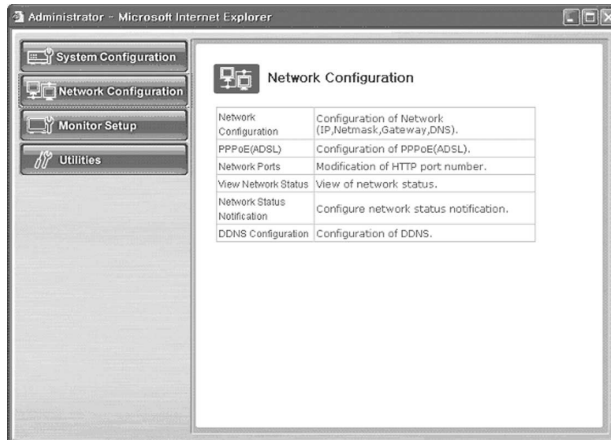 Administrator - Microsoft Internet Explorer
System Configuration
Network Configuration
Monitor Setup
Utilities
Network Configuration
Network Configuration
Configuration of Network (IP,Netmask,Gateway,DNS).
PPPoE(ADSL)
Configuration of PPPoE(ADSL).
Network Ports
Modification of HTTP port number.
View Network Status
View of network status.
Network Status Notification
Configure network status notification.
DDNS Configuration
Configuration of DDNS.